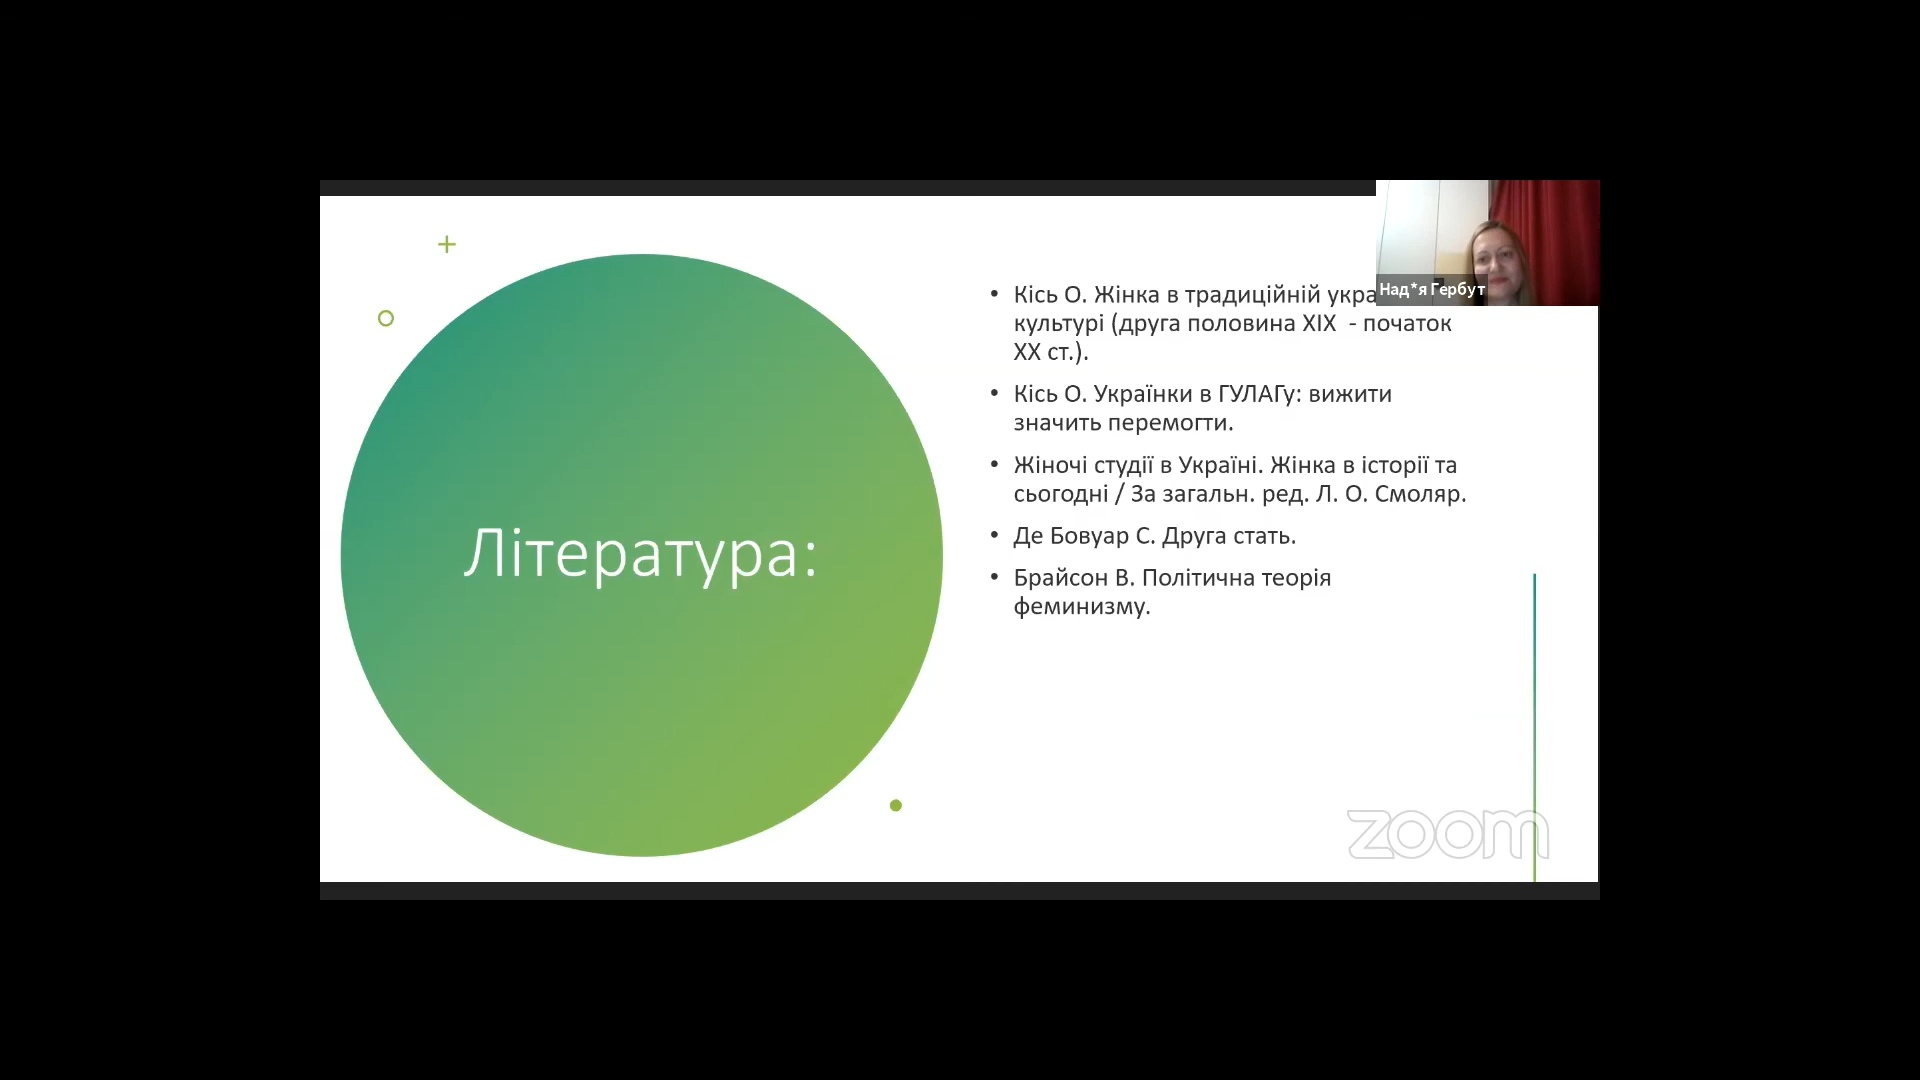 Література:
• Кісь О. Жінка в традиційній
культурі (друга половина ХІХ - початок
ХХ ст.).
• Кісь О. Українки в ГУЛАГу: вижити
значить перемогти.
• Жіночі студії в Україні. Жінка в історії та
сьогодні / За загальн. ред. Л. О. Смоляр.
• Де Бовуар С. Друга стать.
• Брайсон В. Політична теорія
феминизму.
Над*я Гербут
zoom